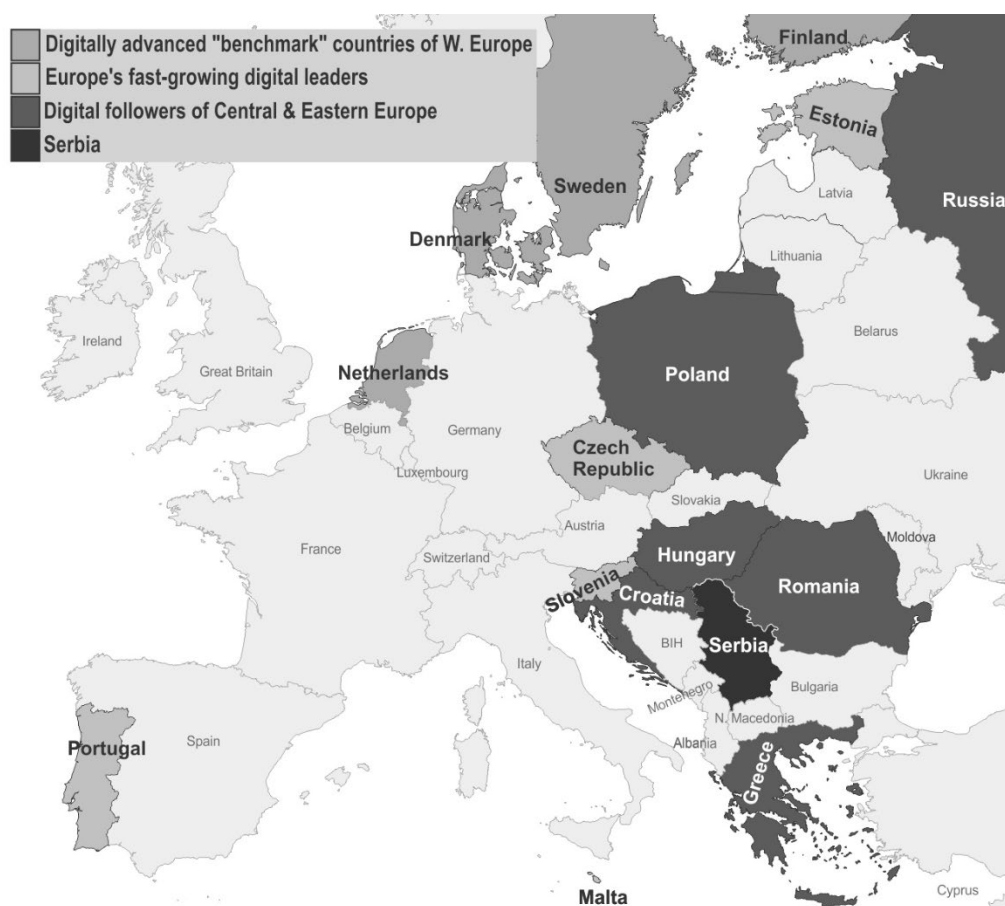 Digitally advanced "benchmark" countries of W. Europe
Europe's fast-growing digital leaders
Digital followers of Central & Eastern Europe
Serbia
Finland
Estonia
Sweden
Latvia
Russia
Denmark
Lithuania
Ireland
Belarus
Great Britain
Netherlands
Poland
Belgium
Germany
Czech
Republic
Luxembourg
Ukraine
Slovakia
Austria
France
Moldova
Switzerland
Hungary
Slovenia
Romania
Croatia
Serbia
BIH
Italy
Bulgaria
Montenegro
N. Macedonia
Portugal
Spain
Albania
Greece
Malta
Cyprus